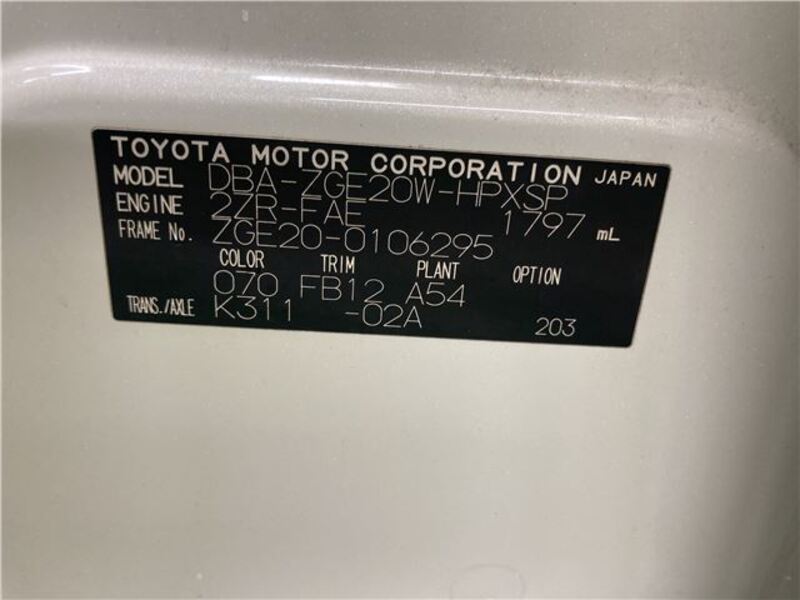 TOYOTA MOTOR CORPORATION JAPAN
MODEL DBA-ZGE20W-HPXSP
ENGINE 2ZR-FAE 1797 mL
FRAME No. ZGE20-0106295
COLOR TRIM PLANT OPTION
070 FB12 A54
TRANS./AXLE K311 -02A 203